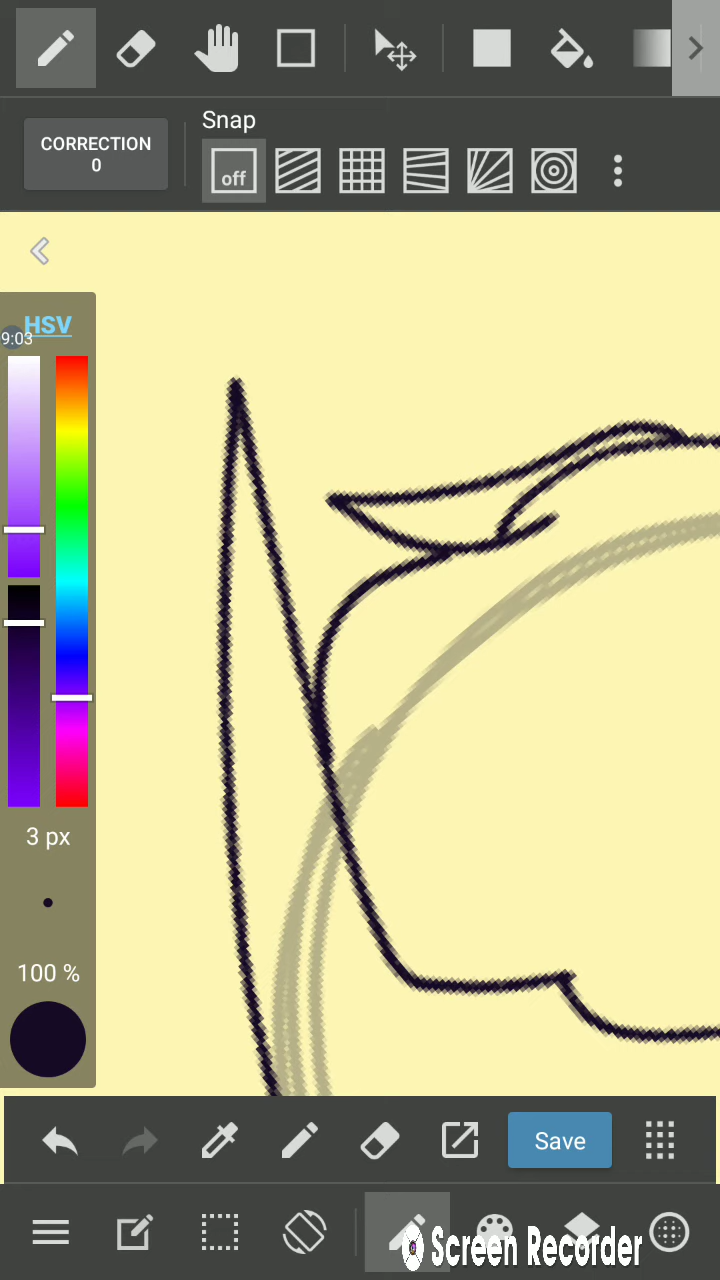 CORRECTION
0
Snap
off
HSV
9:03
3 px
100 %
Save
Screen Recorder